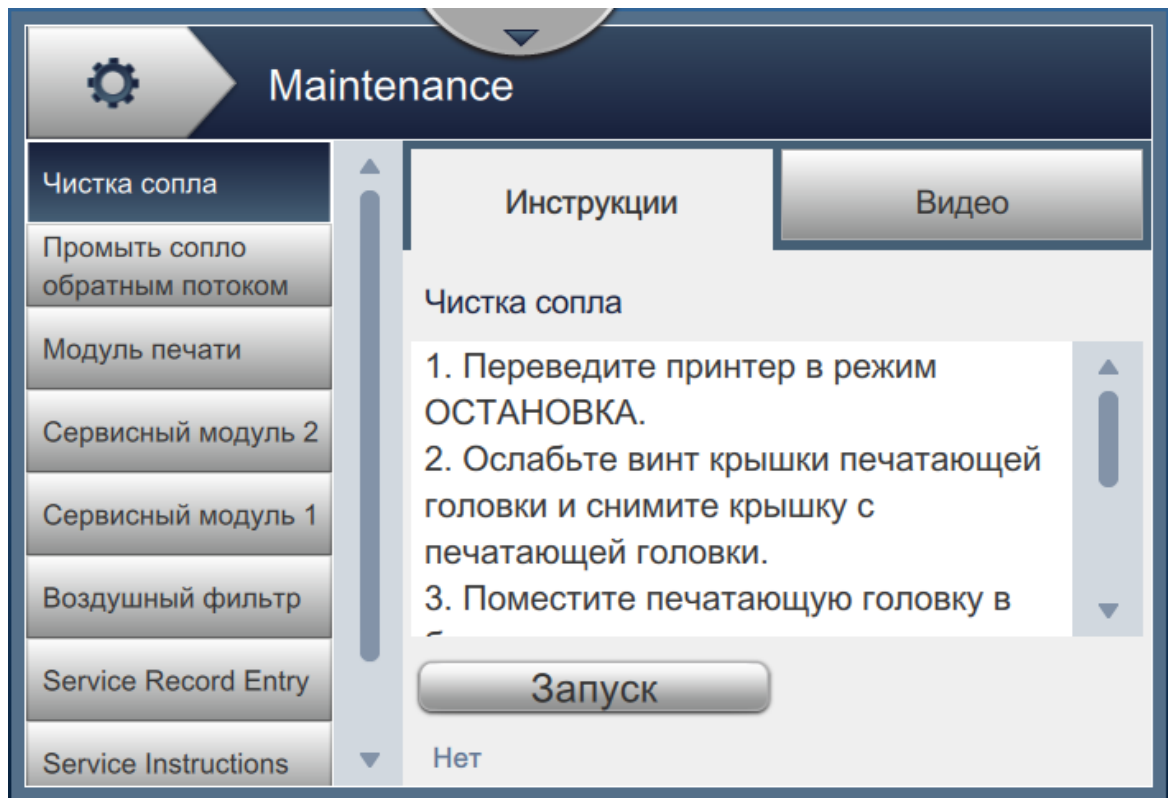 Maintenance
Чистка сопла
Промыть сопло
обратным потоком
Модуль печати
Сервисный модуль 2
Сервисный модуль 1
Воздушный фильтр
Service Record Entry
Service Instructions
Инструкции
Видео
Чистка сопла
1. Переведите принтер в режим
ОСТАНОВКА.
2. Ослабьте винт крышки печатающей
головки и снимите крышку с
печатающей головки.
3. Поместите печатающую головку в
Запуск
Нет